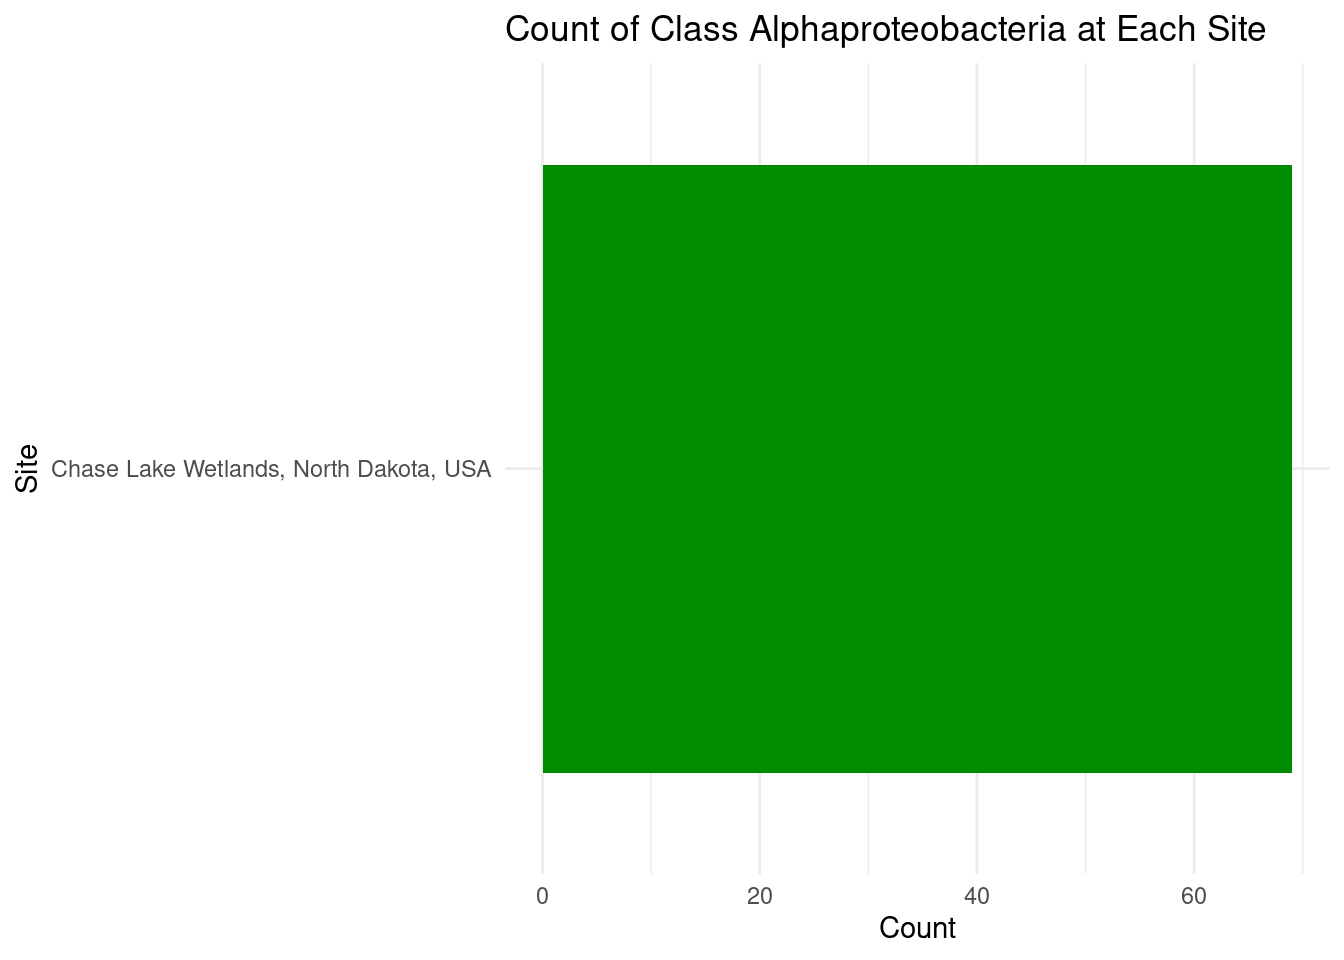 Count of Class Alphaproteobacteria at Each Site
Site
Chase Lake Wetlands, North Dakota, USA
0 20 40 60
Count